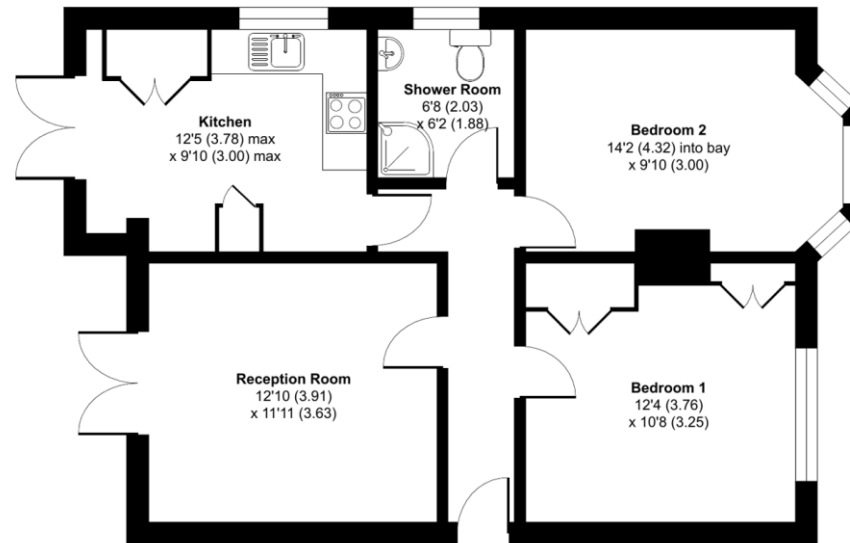 Kitchen
12'5 (3.78) max
x 9'10 (3.00) max
Shower Room
6'8 (2.03)
x 6'2 (1.88)
Bedroom 2
14'2 (4.32) into bay
x 9'10 (3.00)
Reception Room
12'10 (3.91)
x 11'11 (3.63)
Bedroom 1
12'4 (3.76)
x 10'8 (3.25)